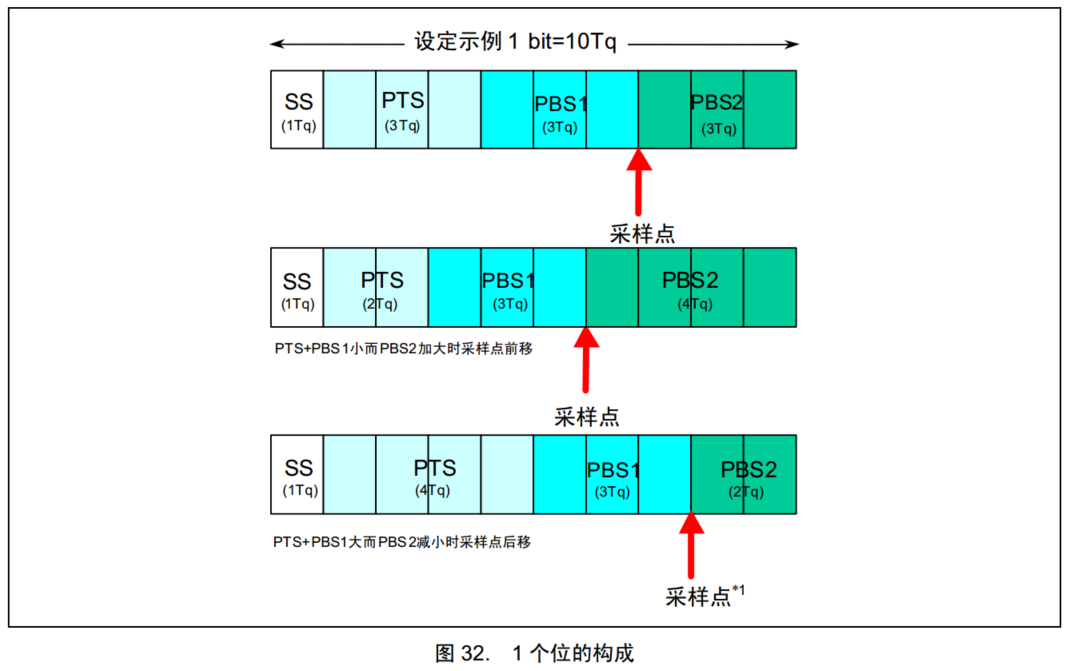 设定示例 1 bit=10Tq
SS PTS PBS1 PBS2
(1Tq) (3Tq) (3Tq) (3Tq)
采样点
SS PTS PBS1 PBS2
(1Tq) (2Tq) (3Tq) (4Tq)
PTS+PBS1小而PBS2加大时采样点前移
采样点
SS PTS PBS1 PBS2
(1Tq) (4Tq) (3Tq) (2Tq)
PTS+PBS1大而PBS2减小时采样点后移
采样点*1
图 32. 1 个位的构成